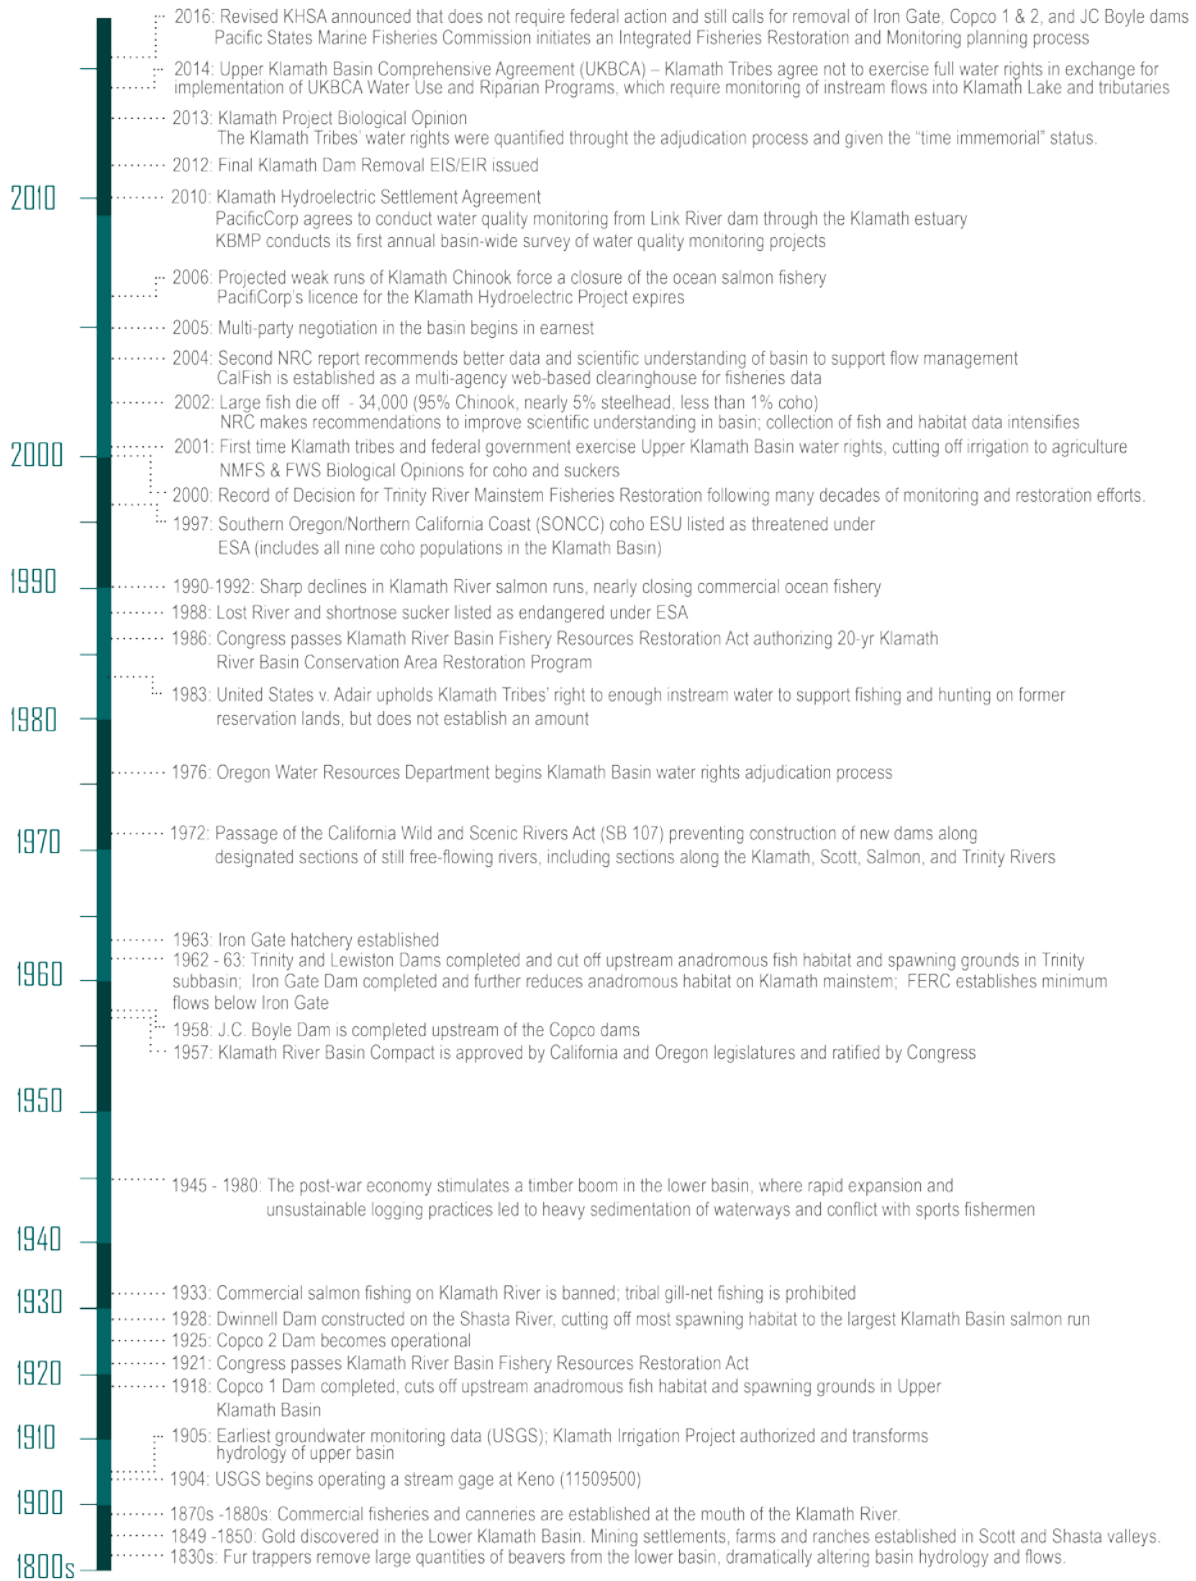 2016: Revised KHSA announced that does not require federal action and still calls for removal of Iron Gate, Copco 1 & 2, and JC Boyle dams
Pacific States Marine Fisheries Commission initiates an Integrated Fisheries Restoration and Monitoring planning process
2014: Upper Klamath Basin Comprehensive Agreement (UKBCA) – Klamath Tribes agree not to exercise full water rights in exchange for
implementation of UKBCA Water Use and Riparian Programs, which require monitoring of instream flows into Klamath Lake and tributaries
2013: Klamath Project Biological Opinion
The Klamath Tribes' water rights were quantified throught the adjudication process and given the “time immemorial” status.
2012: Final Klamath Dam Removal EIS/EIR issued
2010
2010: Klamath Hydroelectric Settlement Agreement
PacificCorp agrees to conduct water quality monitoring from Link River dam through the Klamath estuary
KBMP conducts its first annual basin-wide survey of water quality monitoring projects
2006: Projected weak runs of Klamath Chinook force a closure of the ocean salmon fishery
PacifiCorp's licence for the Klamath Hydroelectric Project expires
2005: Multi-party negotiation in the basin begins in earnest
2004: Second NRC report recommends better data and scientific understanding of basin to support flow management
CalFish is established as a multi-agency web-based clearinghouse for fisheries data
2002: Large fish die off - 34,000 (95% Chinook, nearly 5% steelhead, less than 1% coho)
NRC makes recommendations to improve scientific understanding in basin; collection of fish and habitat data intensifies
2000
2001: First time Klamath tribes and federal government exercise Upper Klamath Basin water rights, cutting off irrigation to agriculture
NMFS & FWS Biological Opinions for coho and suckers
2000: Record of Decision for Trinity River Mainstem Fisheries Restoration following many decades of monitoring and restoration efforts.
1997: Southern Oregon/Northern California Coast (SONCC) coho ESU listed as threatened under
ESA (includes all nine coho populations in the Klamath Basin)
1990
1990-1992: Sharp declines in Klamath River salmon runs, nearly closing commercial ocean fishery
1988: Lost River and shortnose sucker listed as endangered under ESA
1986: Congress passes Klamath River Basin Fishery Resources Restoration Act authorizing 20-yr Klamath
River Basin Conservation Area Restoration Program
1983: United States v. Adair upholds Klamath Tribes' right to enough instream water to support fishing and hunting on former
reservation lands, but does not establish an amount
1980
1976: Oregon Water Resources Department begins Klamath Basin water rights adjudication process
1970
1972: Passage of the California Wild and Scenic Rivers Act (SB 107) preventing construction of new dams along
designated sections of still free-flowing rivers, including sections along the Klamath, Scott, Salmon, and Trinity Rivers
1963: Iron Gate hatchery established
1962 - 63: Trinity and Lewiston Dams completed and cut off upstream anadromous fish habitat and spawning grounds in Trinity
1960
subbasin; Iron Gate Dam completed and further reduces anadromous habitat on Klamath mainstem; FERC establishes minimum
flows below Iron Gate
1958: J.C. Boyle Dam is completed upstream of the Copco dams
1957: Klamath River Basin Compact is approved by California and Oregon legislatures and ratified by Congress
1950
1945 - 1980: The post-war economy stimulates a timber boom in the lower basin, where rapid expansion and
unsustainable logging practices led to heavy sedimentation of waterways and conflict with sports fishermen
1940
1933: Commercial salmon fishing on Klamath River is banned; tribal gill-net fishing is prohibited
1930
1928: Dwinnell Dam constructed on the Shasta River, cutting off most spawning habitat to the largest Klamath Basin salmon run
1925: Copco 2 Dam becomes operational
1921: Congress passes Klamath River Basin Fishery Resources Restoration Act
1920
1918: Copco 1 Dam completed, cuts off upstream anadromous fish habitat and spawning grounds in Upper
Klamath Basin
1910
1905: Earliest groundwater monitoring data (USGS); Klamath Irrigation Project authorized and transforms
hydrology of upper basin
1904: USGS begins operating a stream gage at Keno (11509500)
1900
1870s -1880s: Commercial fisheries and canneries are established at the mouth of the Klamath River.
1849 -1850: Gold discovered in the Lower Klamath Basin. Mining settlements, farms and ranches established in Scott and Shasta valleys.
1830s: Fur trappers remove large quantities of beavers from the lower basin, dramatically altering basin hydrology and flows.
1800s